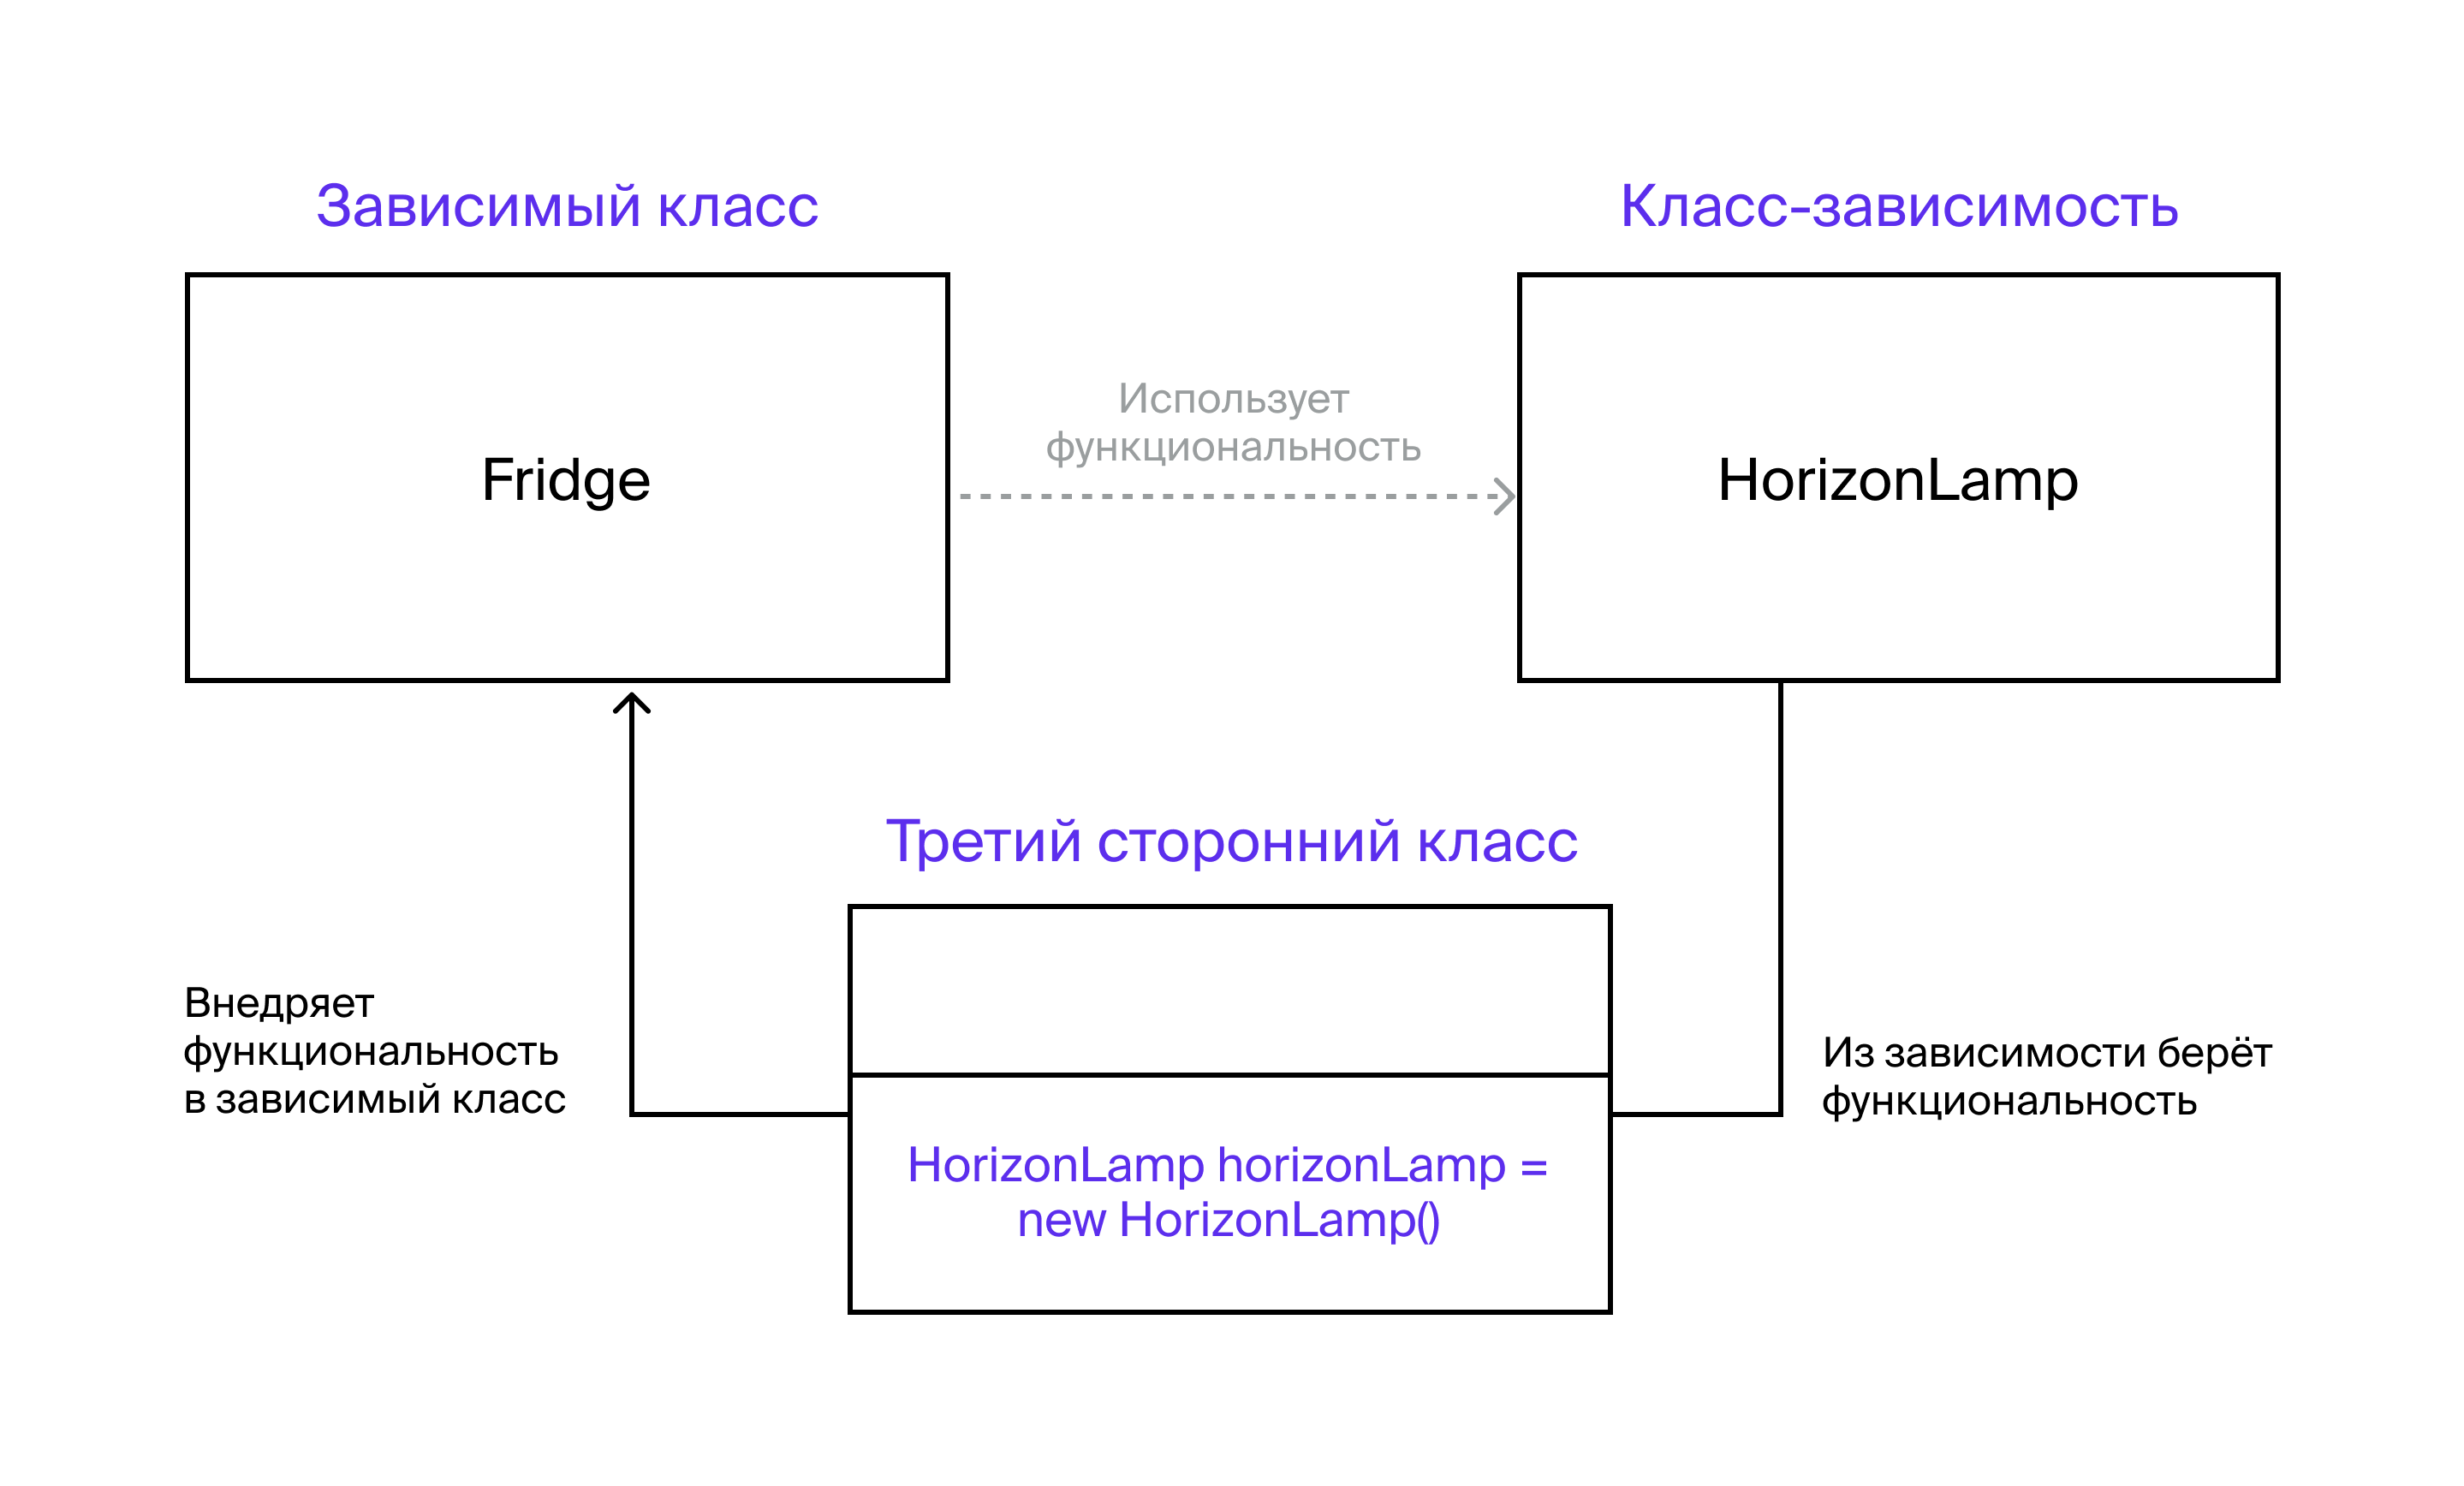 Зависимый класс
Класс-зависимость
Использует
функциональность
Fridge
HorizonLamp
Третий сторонний класс
Внедряет
функциональность
в зависимый класс
Из зависимости берёт
функциональность
HorizonLamp horizonLamp =
new HorizonLamp()